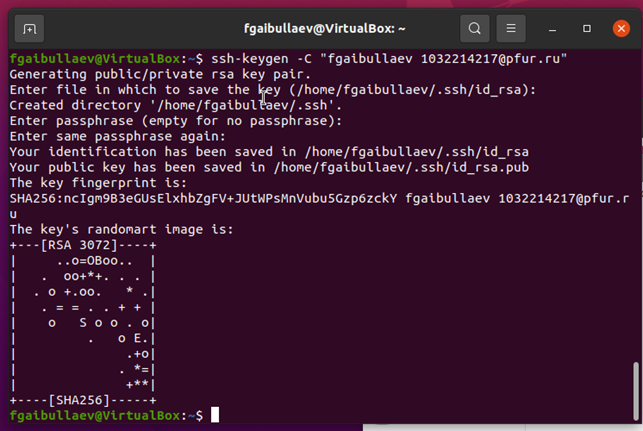 fgaibullaev@VirtualBox: ~
fgaibullaev@VirtualBox:~$ ssh-keygen -C "fgaibullaev 1032214217@pfur.ru"
Generating public/private rsa key pair.
Enter file in which to save the key (/home/fgaibullaev/.ssh/id_rsa):
Created directory '/home/fgaibullaev/.ssh'.
Enter passphrase (empty for no passphrase):
Enter same passphrase again:
Your identification has been saved in /home/fgaibullaev/.ssh/id_rsa
Your public key has been saved in /home/fgaibullaev/.ssh/id_rsa.pub
The key fingerprint is:
SHA256:ncIgm9B3eGUsElxhbZgFV+JUtWPsMnVubu5Gzp6zckY fgaibullaev 1032214217@pfur.r
u
The key's randomart image is:
+---[RSA 3072]----+
|     ..o=OBoo..  |
|   .  oo+*+. . . |
|  . o +.oo.   * .|
|   . = = . . + + |
|    o   S o o . o|
|         .   o E.|
|              .+o|
|             . *=|
|              +**|
+----[SHA256]-----+
fgaibullaev@VirtualBox:~$